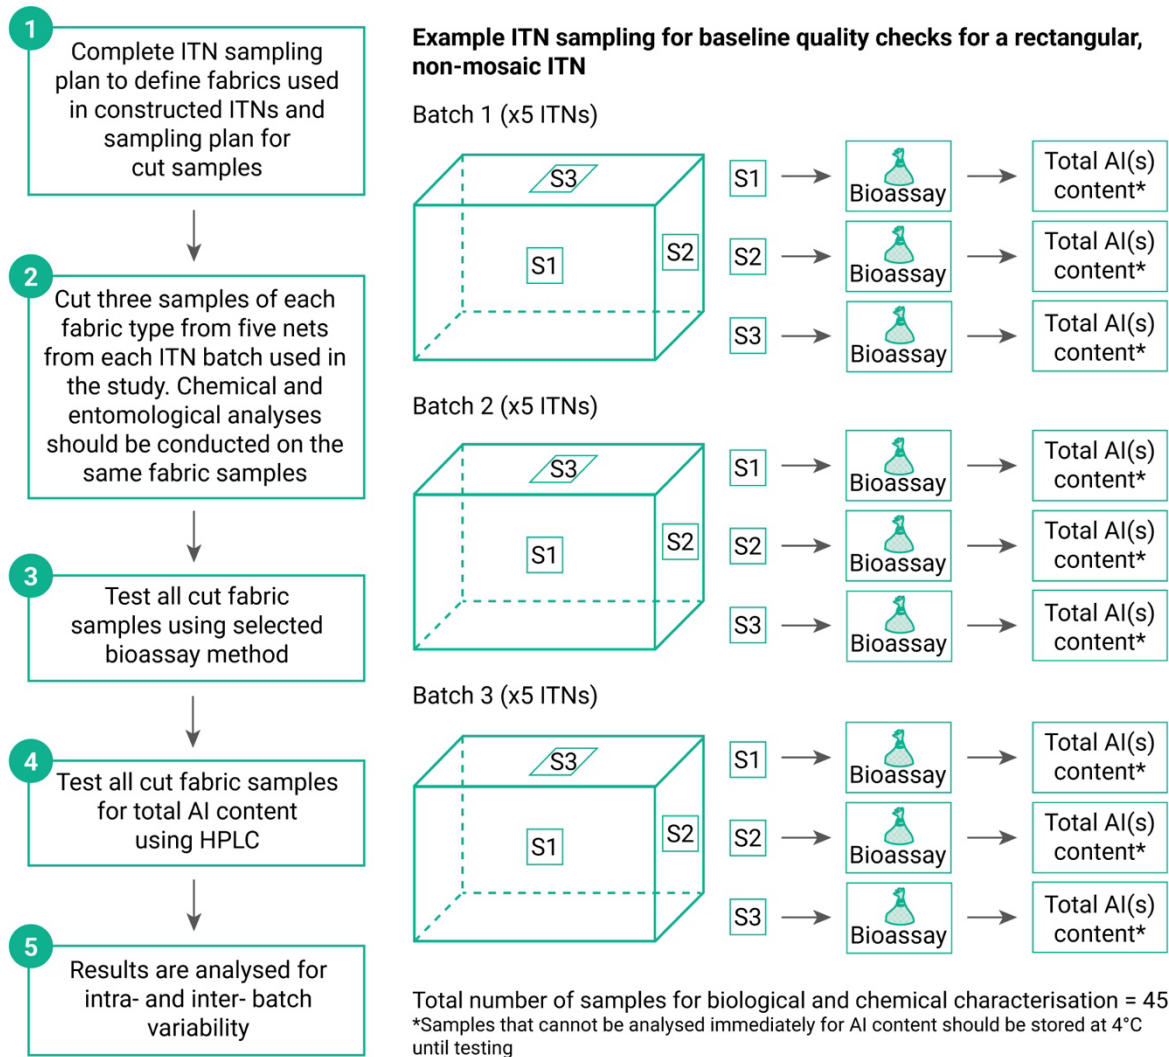 1
Complete ITN sampling
plan to define fabrics used
in constructed ITNs and
sampling plan for
cut samples
2
Cut three samples of each
fabric type from five nets
from each ITN batch used in
the study. Chemical and
entomological analyses
should be conducted on the
same fabric samples
3
Test all cut fabric
samples using selected
bioassay method
4
Test all cut fabric samples
for total AI content
using HPLC
5
Results are analysed for
intra- and inter- batch
variability
Example ITN sampling for baseline quality checks for a rectangular,
non-mosaic ITN
Batch 1 (x5 ITNs)
S3
S1
S2
S1
Bioassay
Total AI(s)
content*
S2
Bioassay
Total AI(s)
content*
S3
Bioassay
Total AI(s)
content*
Batch 2 (x5 ITNs)
S3
S1
S2
S1
Bioassay
Total AI(s)
content*
S2
Bioassay
Total AI(s)
content*
S3
Bioassay
Total AI(s)
content*
Batch 3 (x5 ITNs)
S3
S1
S2
S1
Bioassay
Total AI(s)
content*
S2
Bioassay
Total AI(s)
content*
S3
Bioassay
Total AI(s)
content*
Total number of samples for biological and chemical characterisation = 45
*Samples that cannot be analysed immediately for AI content should be stored at 4°C
until testing